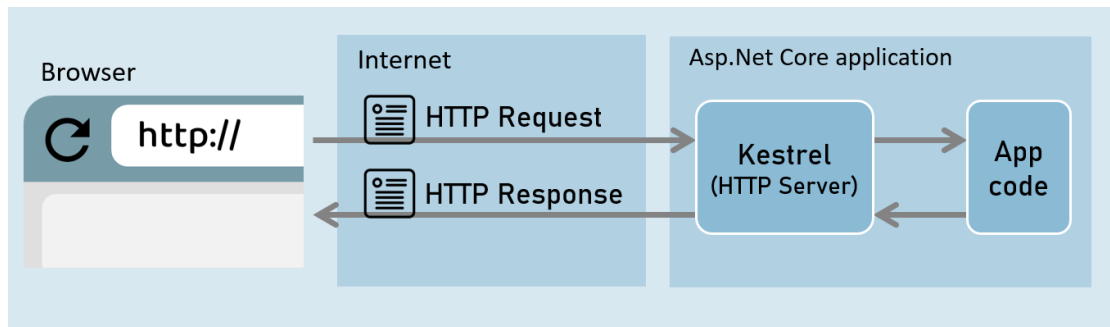 Browser
http://
Internet
HTTP Request
HTTP Response
Asp.Net Core application
Kestrel
(HTTP Server)
App
code